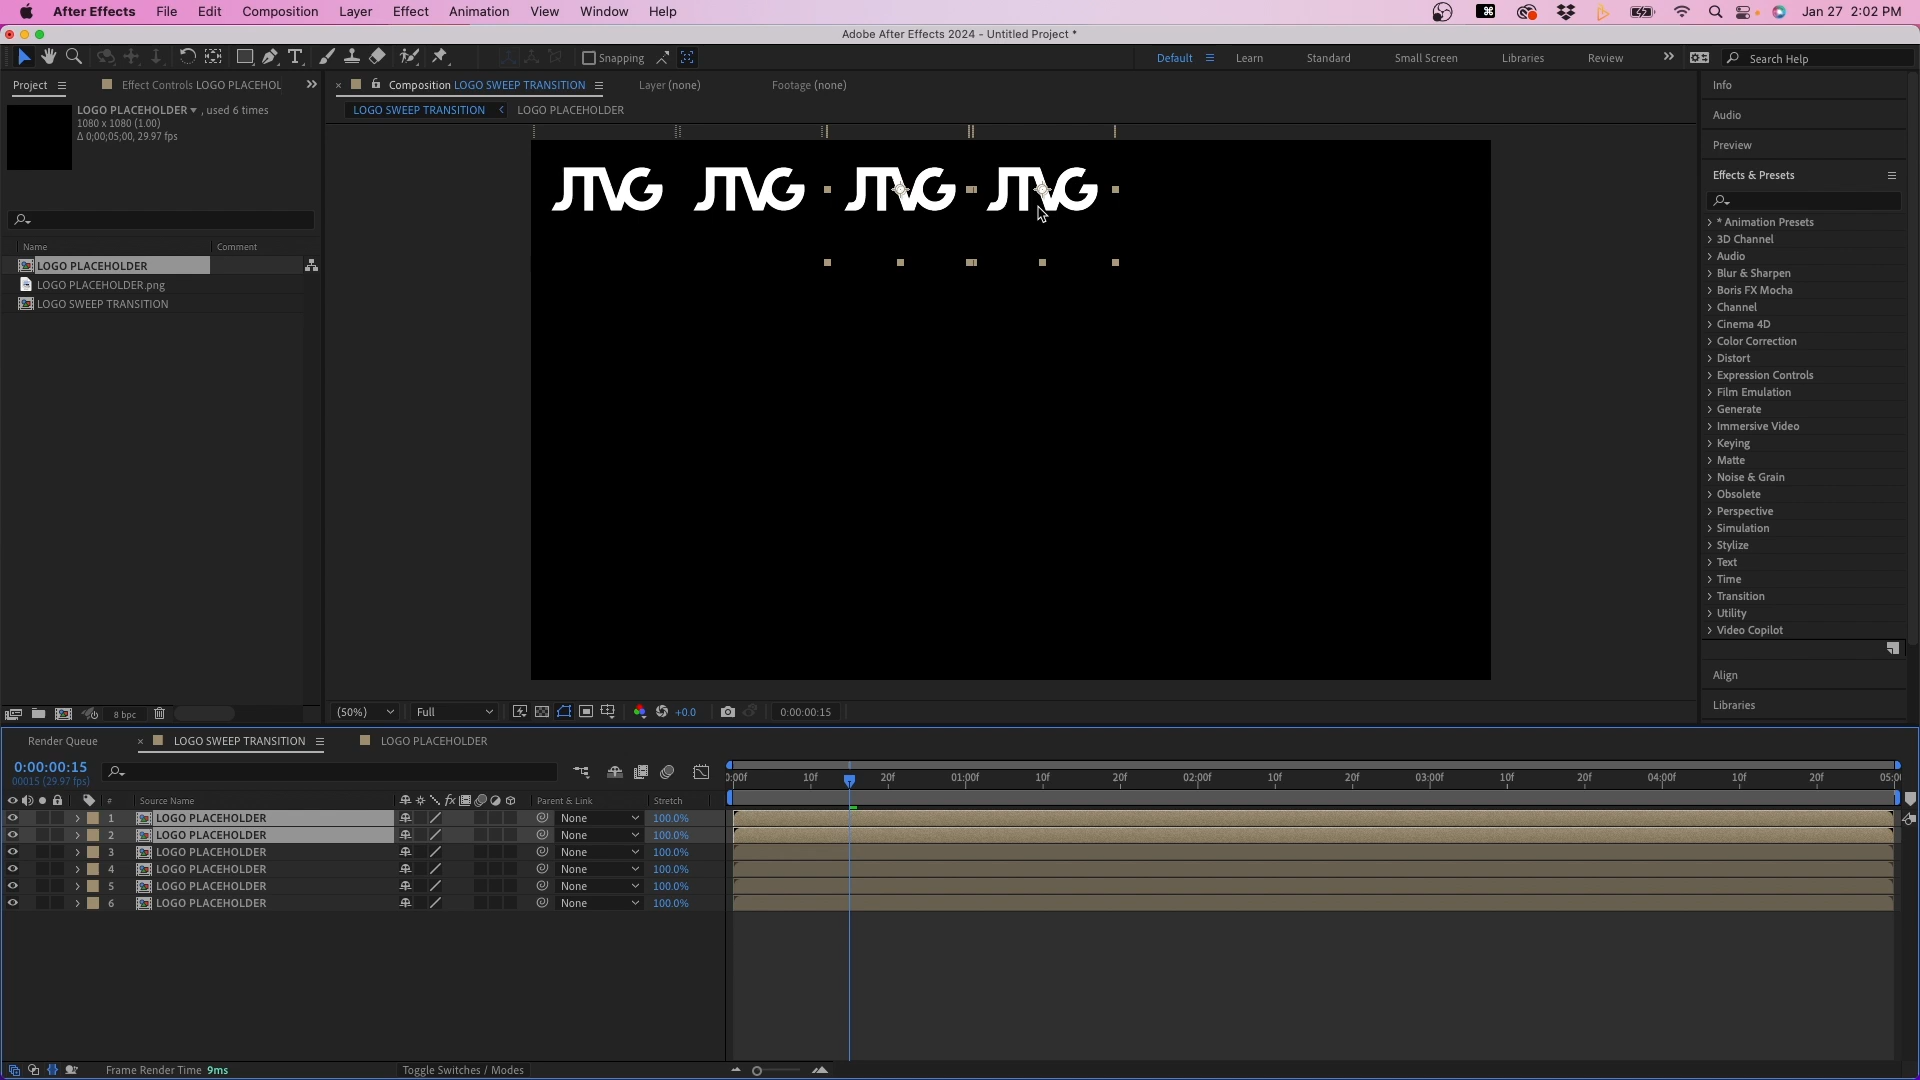 After Effects File Edit Composition Layer Effect Animation View Window Help Jan 27 2:02 PM
Adobe After Effects 2024 - Untitled Project *
Snapping Default Learn Standard Small Screen Libraries Review Search Help
Project Effect Controls LOGO PLACEHOL Composition LOGO SWEEP TRANSITION Layer (none) Footage (none)
LOGO PLACEHOLDER , used 6 times
1080 x 1080 (1.00)
Δ 0;00;05;00, 29.97 fps
LOGO SWEEP TRANSITION LOGO PLACEHOLDER
JTVG JTVG JTVG JTVG
Name Comment
LOGO PLACEHOLDER
LOGO PLACEHOLDER.png
LOGO SWEEP TRANSITION
8 bpc
(50%) Full +0.0 0:00:00:15
Info
Audio
Preview
Effects & Presets
* Animation Presets
3D Channel
Audio
Blur & Sharpen
Boris FX Mocha
Channel
Cinema 4D
Color Correction
Distort
Expression Controls
Film Emulation
Generate
Immersive Video
Keying
Matte
Noise & Grain
Obsolete
Perspective
Simulation
Stylize
Text
Time
Transition
Utility
Video Copilot
Align
Libraries
Render Queue LOGO SWEEP TRANSITION LOGO PLACEHOLDER
0:00:00:15
00015 (29.97 fps)
0:00f 10f 20f 01:00f 10f 20f 02:00f 10f 20f 03:00f 10f 20f 04:00f 10f 20f 05:00
# Source Name fx Parent & Link Stretch
1 LOGO PLACEHOLDER None 100.0%
2 LOGO PLACEHOLDER None 100.0%
3 LOGO PLACEHOLDER None 100.0%
4 LOGO PLACEHOLDER None 100.0%
5 LOGO PLACEHOLDER None 100.0%
6 LOGO PLACEHOLDER None 100.0%
Frame Render Time 9ms Toggle Switches / Modes